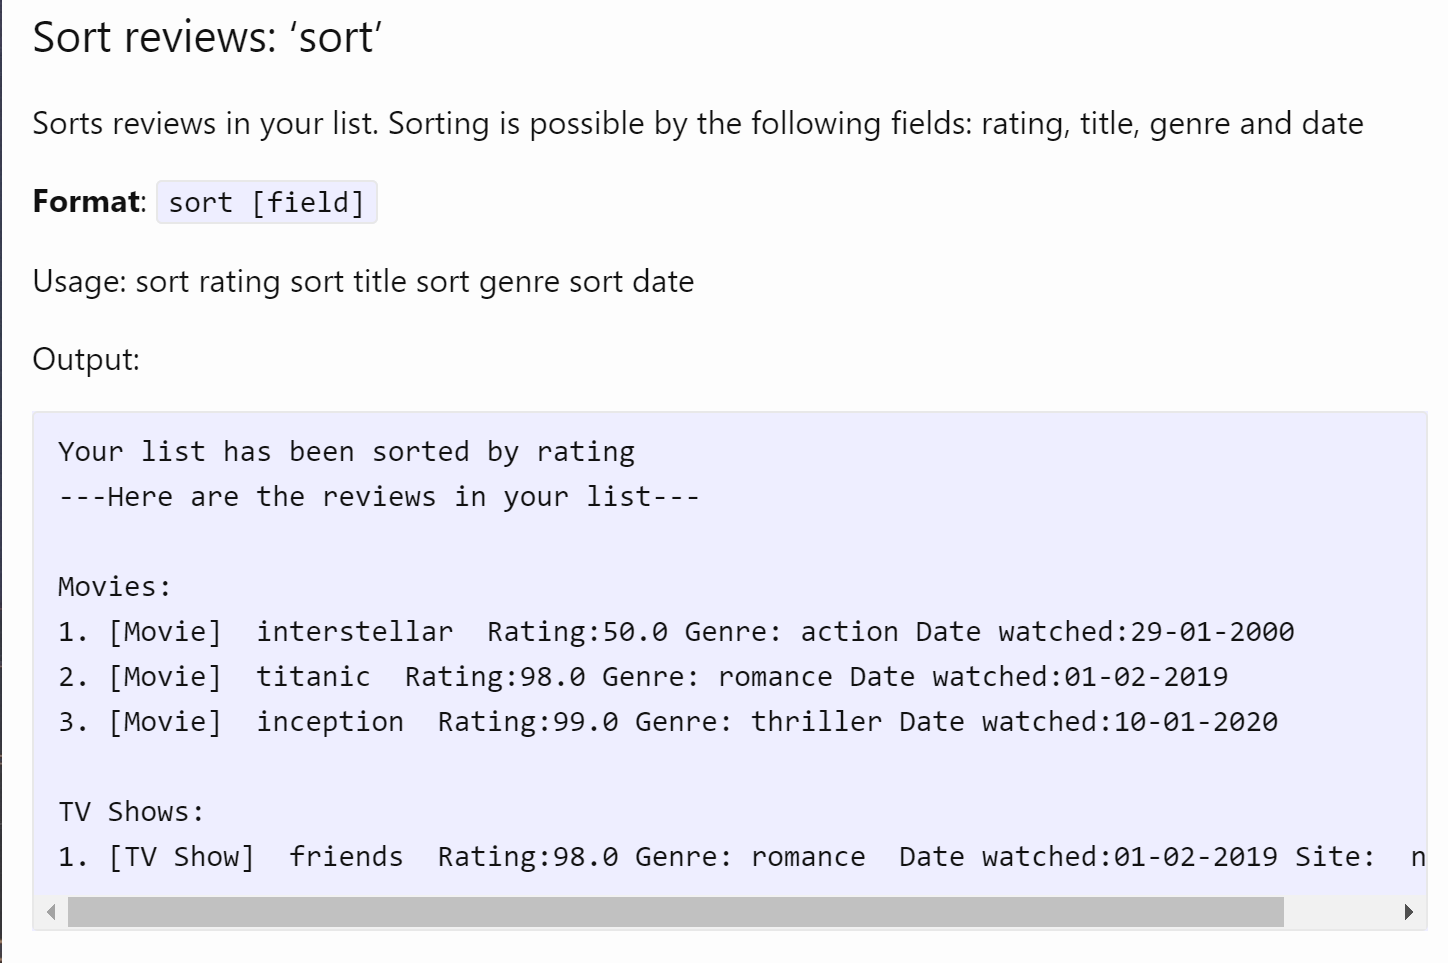 Sort reviews: ‘sort’
Sorts reviews in your list. Sorting is possible by the following fields: rating, title, genre and date
Format: sort [field]
Usage: sort rating sort title sort genre sort date
Output:
Your list has been sorted by rating
---Here are the reviews in your list---
Movies:
1. [Movie]  interstellar  Rating:50.0 Genre: action Date watched:29-01-2000
2. [Movie]  titanic  Rating:98.0 Genre: romance Date watched:01-02-2019
3. [Movie]  inception  Rating:99.0 Genre: thriller Date watched:10-01-2020
TV Shows:
1. [TV Show]  friends  Rating:98.0 Genre: romance  Date watched:01-02-2019 Site:  n